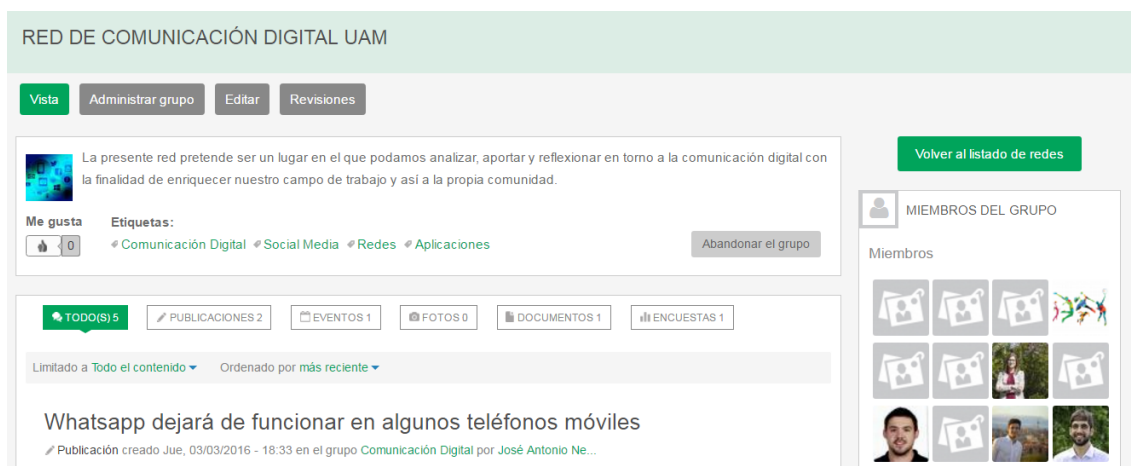 RED DE COMUNICACIÓN DIGITAL UAM
Vista
Administrar grupo
Editar
Revisiones
La presente red pretende ser un lugar en el que podamos analizar, aportar y reflexionar en torno a la comunicación digital con
la finalidad de enriquecer nuestro campo de trabajo y así a la propia comunidad.
Me gusta
0
Etiquetas:
Comunicación Digital Social Media Redes Aplicaciones
Abandonar el grupo
TODO(S) 5
PUBLICACIONES 2
EVENTOS 1
FOTOS 0
DOCUMENTOS 1
ENCUESTAS 1
Limitado a Todo el contenido
Ordenado por más reciente
Whatsapp dejará de funcionar en algunos teléfonos móviles
Publicación creado Jue, 03/03/2016 - 18:33 en el grupo Comunicación Digital por José Antonio Ne...
Volver al listado de redes
MIEMBROS DEL GRUPO
Miembros